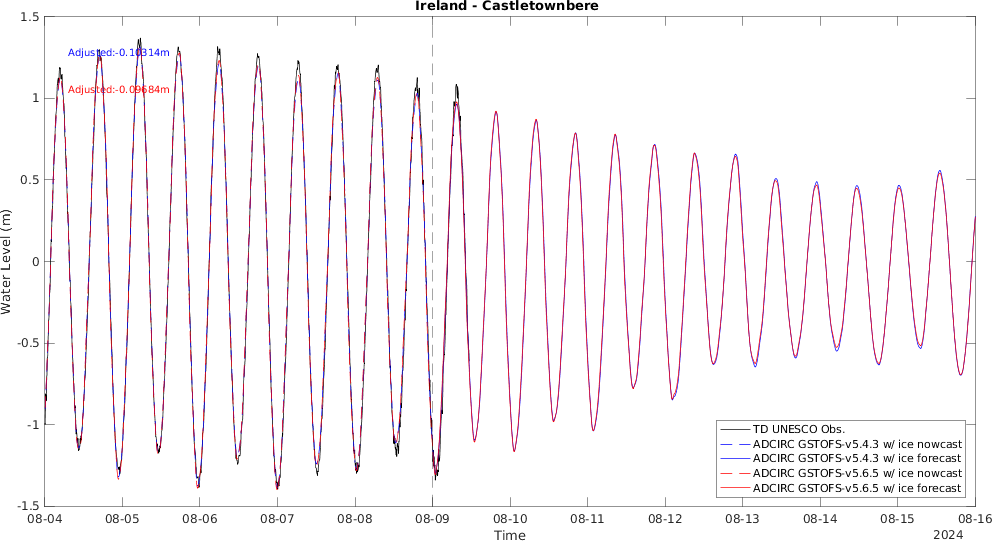 Ireland - Castletownbere
Water Level (m)
1.5
1
0.5
0
-0.5
-1
-1.5
Adjusted:-0.10314m
Adjusted:-0.09684m
TD UNESCO Obs.
ADCIRC GSTOFS-v5.4.3 w/ ice nowcast
ADCIRC GSTOFS-v5.4.3 w/ ice forecast
ADCIRC GSTOFS-v5.6.5 w/ ice nowcast
ADCIRC GSTOFS-v5.6.5 w/ ice forecast
08-04 08-05 08-06 08-07 08-08 08-09 08-10 08-11 08-12 08-13 08-14 08-15 08-16
Time
2024